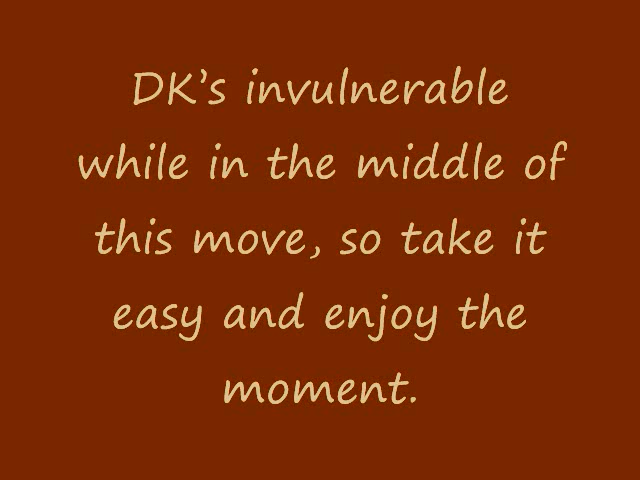 DK's invulnerable
while in the middle of
this move, so take it
easy and enjoy the
moment.